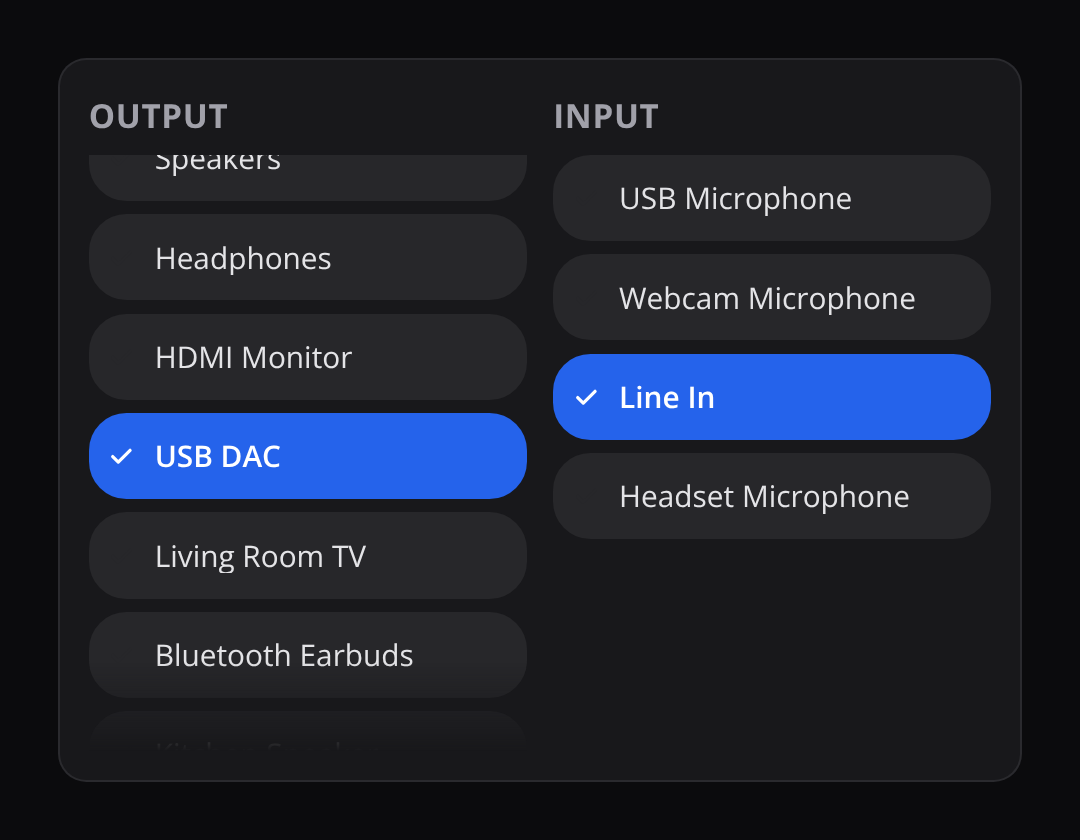 OUTPUT
Speakers
Headphones
HDMI Monitor
USB DAC
Living Room TV
Bluetooth Earbuds
INPUT
USB Microphone
Webcam Microphone
Line In
Headset Microphone